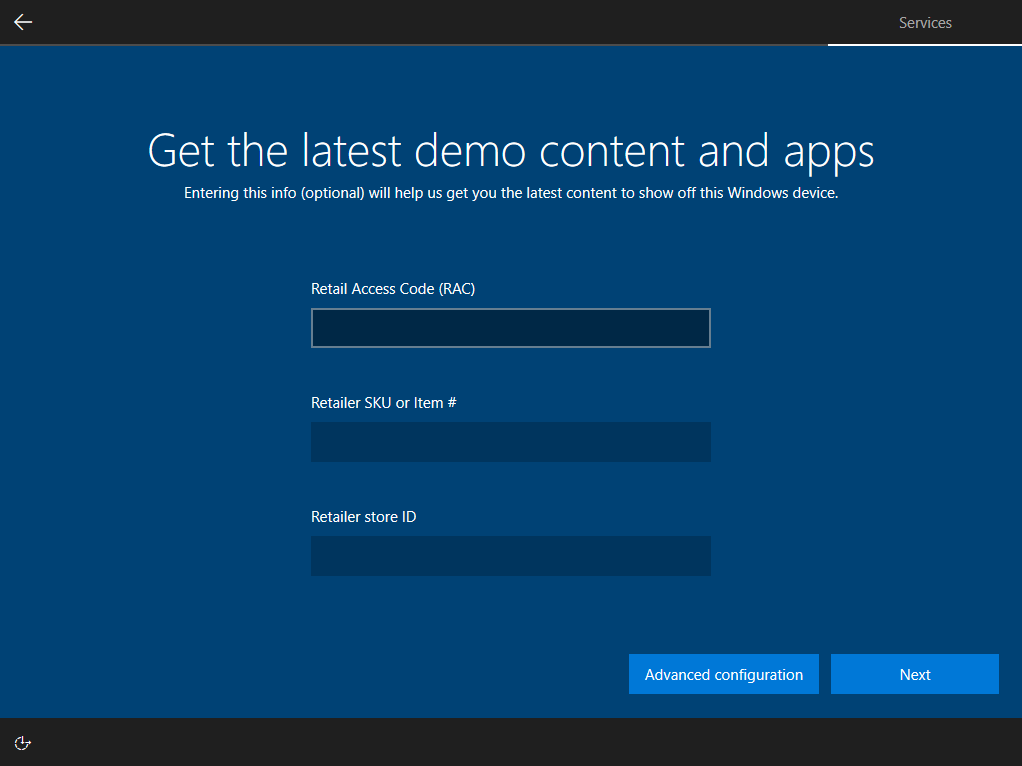 Services
Get the latest demo content and apps
Entering this info (optional) will help us get you the latest content to show off this Windows device.
Retail Access Code (RAC)
Retailer SKU or Item #
Retailer store ID
Advanced configuration
Next